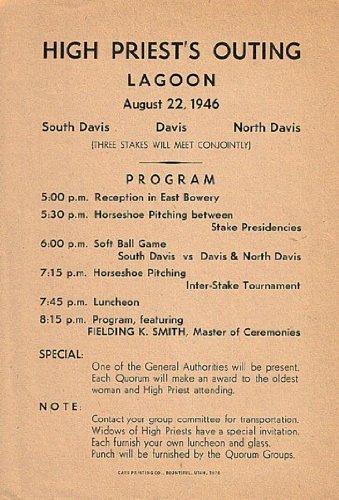 HIGH PRIEST'S OUTING
LAGOON
August 22, 1946
South Davis Davis North Davis
(THREE STAKES WILL MEET CONJOINTLY)
PROGRAM
5:00 p.m. Reception in East Bowery
5:30 p.m. Horseshoe Pitching between
Stake Presidencies
6:00 p.m. Soft Ball Game
South Davis vs Davis & North Davis
7:15 p.m. Horseshoe Pitching
Inter-Stake Tournament
7:45 p.m. Luncheon
8:15 p.m. Program, featuring
FIELDING K. SMITH, Master of Ceremonies
SPECIAL:
One of the General Authorities will be present.
Each Quorum will make an award to the oldest
woman and High Priest attending.
NOTE:
Contact your group committee for transportation.
Widows of High Priests have a special invitation.
Each furnish your own luncheon and glass.
Punch will be furnished by the Quorum Groups.
PRINTING CO., BOUNTIFUL, UTAH